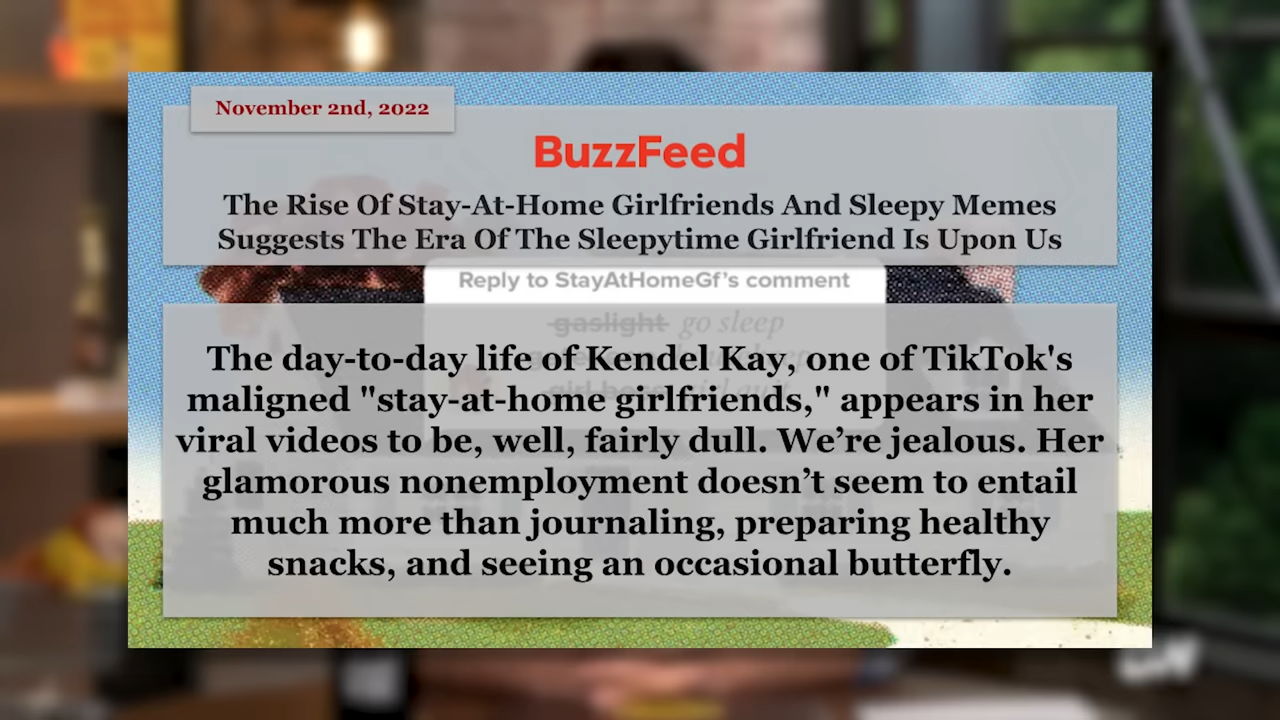 November 2nd, 2022
BuzzFeed
The Rise Of Stay-At-Home Girlfriends And Sleepy Memes
Suggests The Era Of The Sleepytime Girlfriend Is Upon Us
Reply to StayAtHomeGf's comment
gaslight go sleep
girl boss girl quit
The day-to-day life of Kendel Kay, one of TikTok's
maligned "stay-at-home girlfriends," appears in her
viral videos to be, well, fairly dull. We’re jealous. Her
glamorous nonemployment doesn’t seem to entail
much more than journaling, preparing healthy
snacks, and seeing an occasional butterfly.